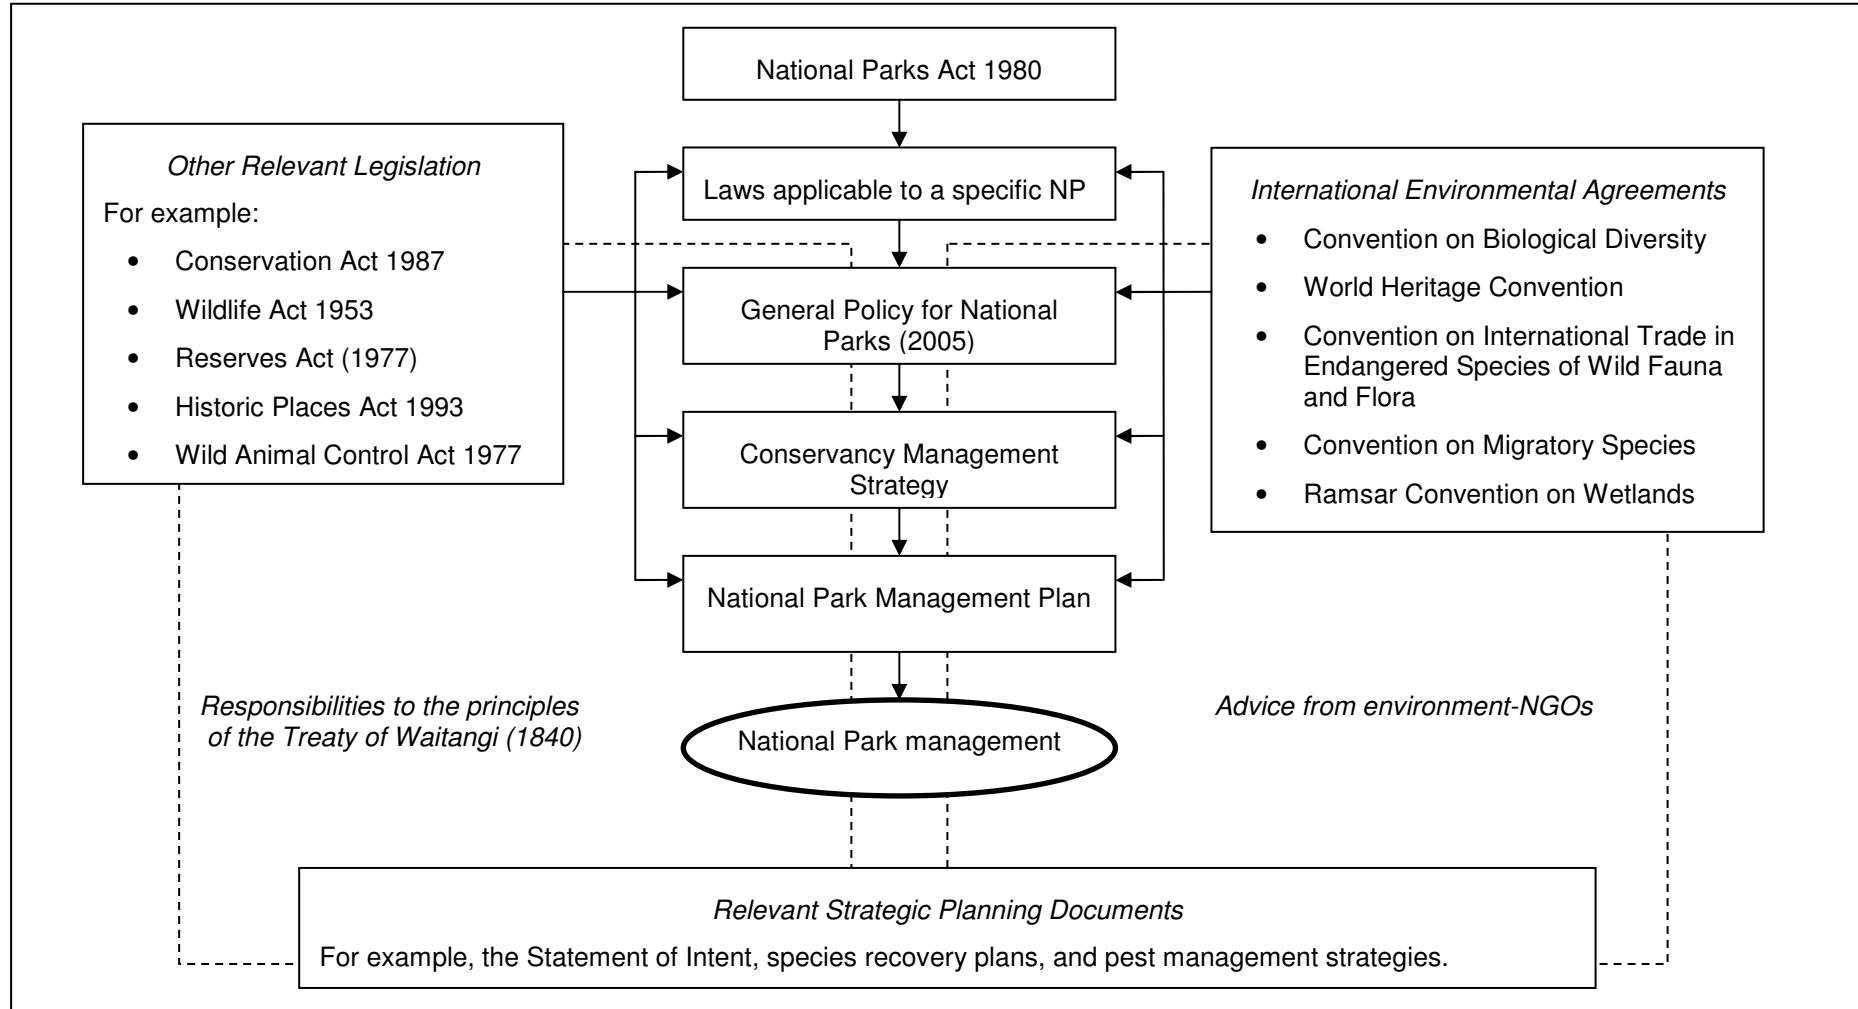 National Parks Act 1980
Other Relevant Legislation
For example:
• Conservation Act 1987
• Wildlife Act 1953
• Reserves Act (1977)
• Historic Places Act 1993
• Wild Animal Control Act 1977
Laws applicable to a specific NP
General Policy for National
Parks (2005)
Conservancy Management
Strategy
National Park Management Plan
International Environmental Agreements
• Convention on Biological Diversity
• World Heritage Convention
• Convention on International Trade in
Endangered Species of Wild Fauna
and Flora
• Convention on Migratory Species
• Ramsar Convention on Wetlands
Responsibilities to the principles
of the Treaty of Waitangi (1840)
National Park management
Advice from environment-NGOs
Relevant Strategic Planning Documents
For example, the Statement of Intent, species recovery plans, and pest management strategies.